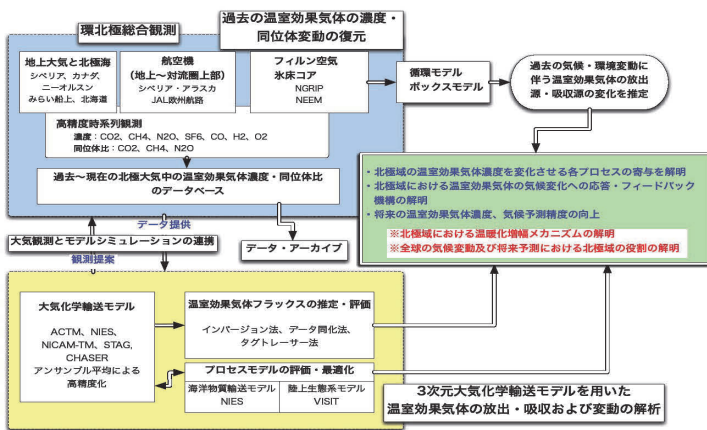 環北極総合観測
過去の温室効果気体の濃度・
同位体変動の復元
地上大気と北極海
シベリア、カナダ、
ニーオルスン
みらい船上、北海道
航空機
(地上〜対流圏上部)
シベリア・アラスカ
JAL欧州航路
フィルン空気
氷床コア
NGRIP
NEEM
循環モデル
ボックスモデル
過去の気候・環境変動に
伴う温室効果気体の放出
源・吸収源の変化を推定
高精度時系列観測
濃度:CO2、CH4、N2O、SF6、CO、H2、O2
同位体比:CO2、CH4、N2O
過去〜現在の北極大気中の温室効果気体濃度・同位体比
のデータベース
・北極域の温室効果気体濃度を変化させる各プロセスの寄与を解明
・北極域における温室効果気体の気候変化への応答・フィードバック
機構の解明
・将来の温室効果気体濃度、気候予測精度の向上
※北極域における温暖化増幅メカニズムの解明
※全球の気候変動及び将来予測における北極域の役割の解明
データ提供
大気観測とモデルシミュレーションの連携
観測提案
データ・アーカイブ
大気化学輸送モデル
ACTM、NIES、
NICAM-TM、STAG、
CHASER
アンサンブル平均による
高精度化
温室効果気体フラックスの推定・評価
インバージョン法、データ同化法、
タグトレーサー法
プロセスモデルの評価・最適化
海洋物質輸送モデル
NIES
陸上生態系モデル
VISIT
3次元大気化学輸送モデルを用いた
温室効果気体の放出・吸収および変動の解析